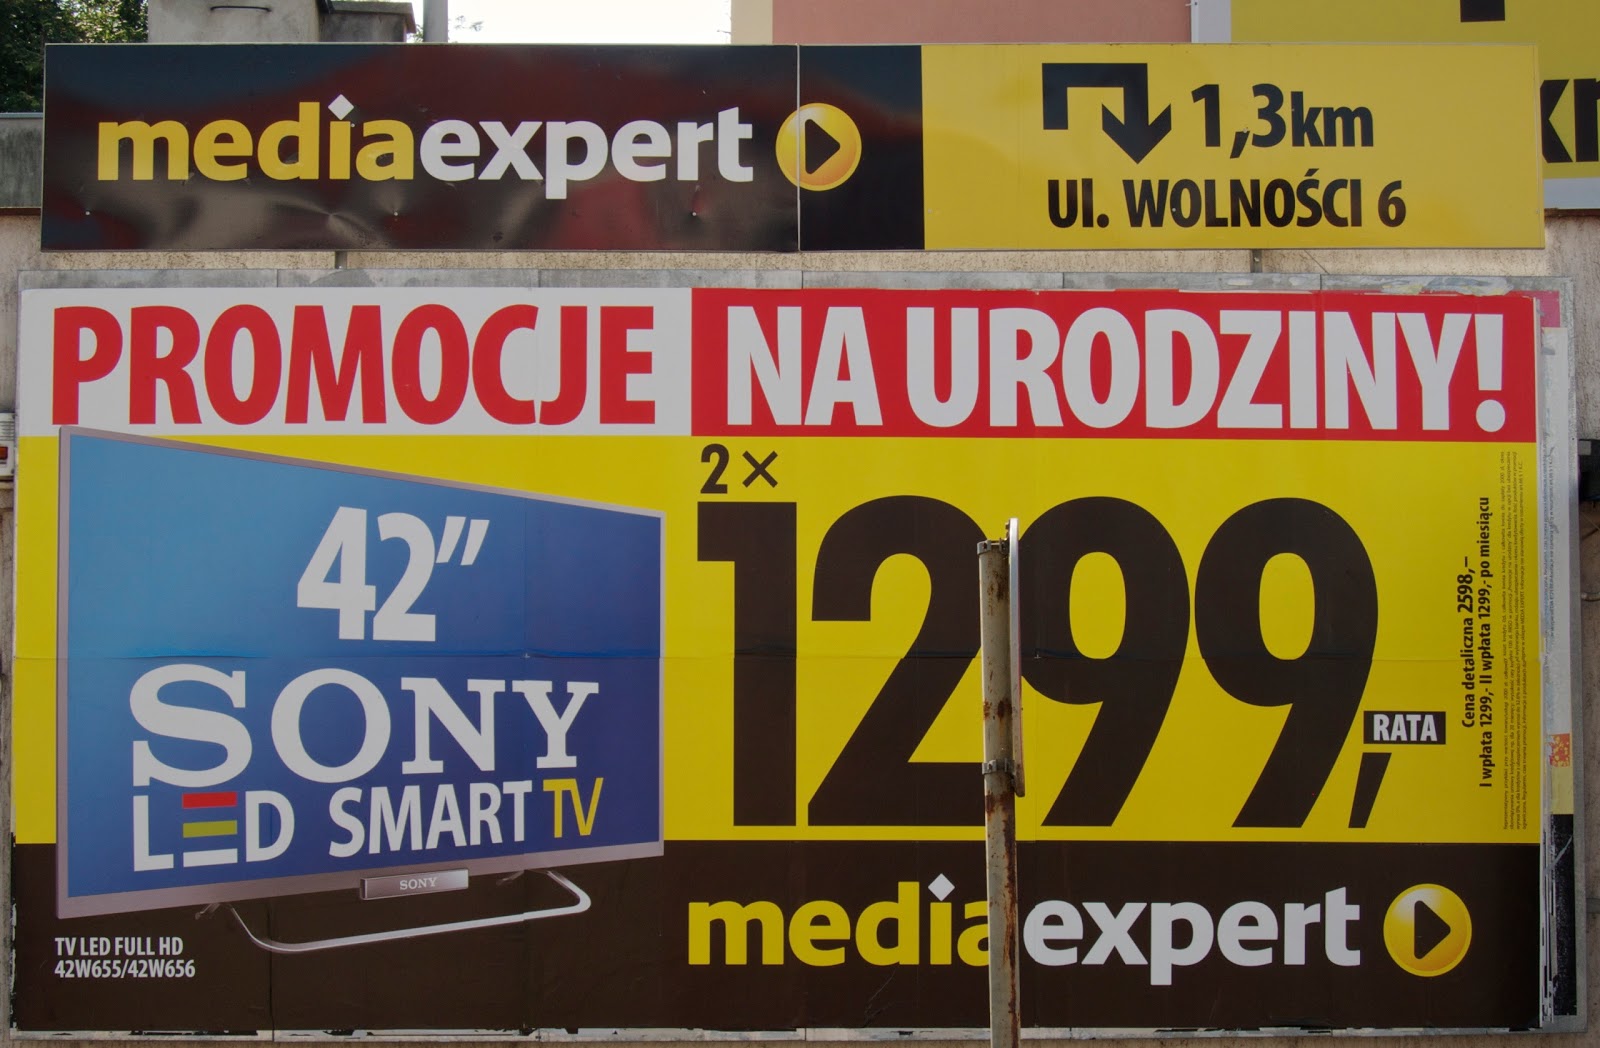 mediaexpert
1,3km
ul. WOLNOŚCI 6
km
PROMOCJE NA URODZINY!
2 ×
1299,
RATA
Cena detaliczna 2598,–
I wpłata 1299,- II wpłata 1299,- po miesiącu
42”
SONY
LED SMART TV
SONY
TV LED FULL HD
42W655/42W656
mediaexpert